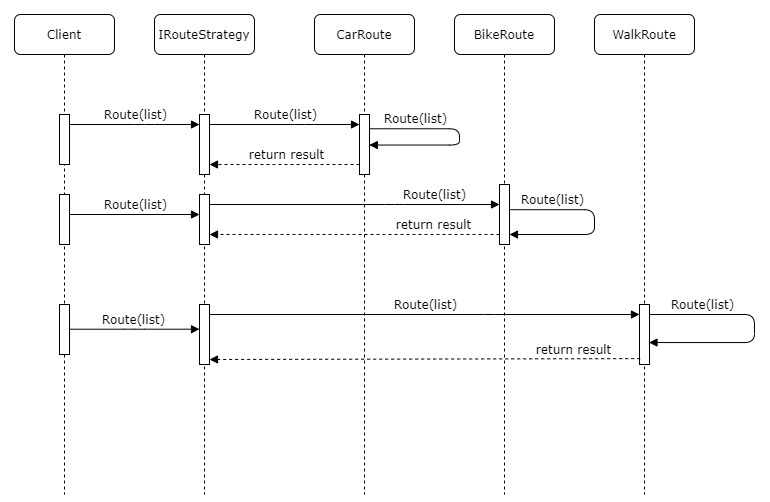 Client
IRouteStrategy
CarRoute
BikeRoute
WalkRoute
Route(list)
Route(list)
Route(list)
return result
Route(list)
Route(list)
Route(list)
return result
Route(list)
Route(list)
Route(list)
return result